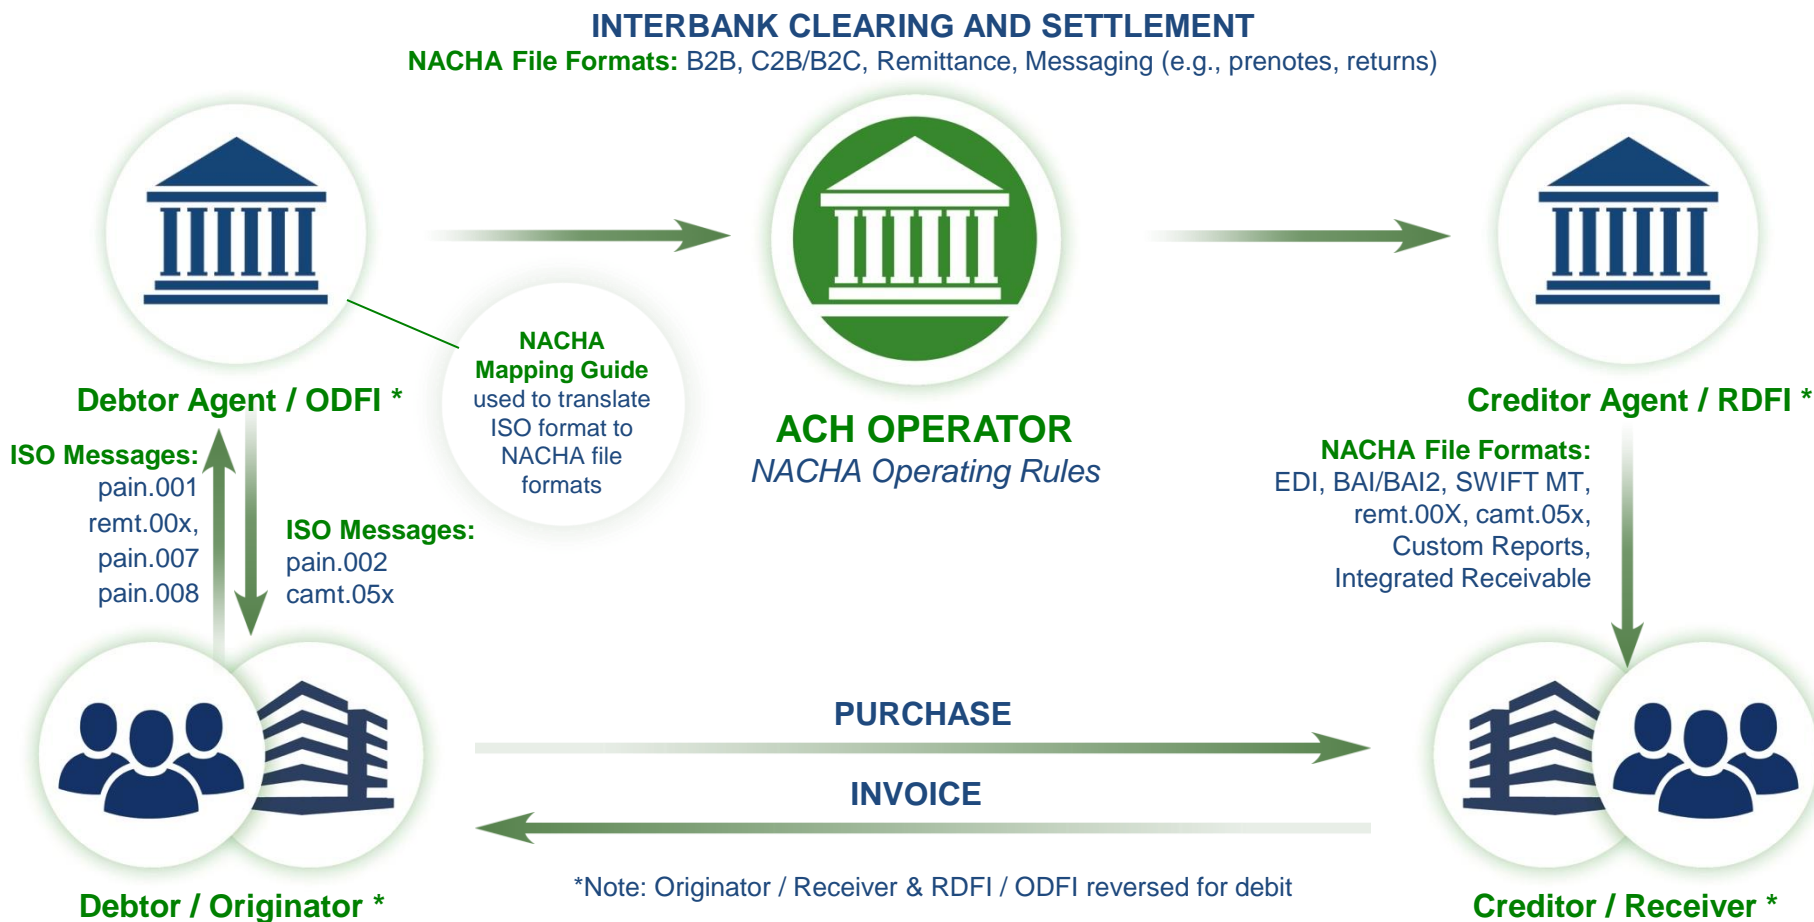 INTERBANK CLEARING AND SETTLEMENT
NACHA File Formats: B2B, C2B/B2C, Remittance, Messaging (e.g., prenotes, returns)
NACHA
Mapping Guide
used to translate
ISO format to
NACHA file
formats
Debtor Agent / ODFI *
ACH OPERATOR
NACHA Operating Rules
Creditor Agent / RDFI *
ISO Messages:
pain.001
remt.00x,
pain.007
pain.008
ISO Messages:
pain.002
camt.05x
NACHA File Formats:
EDI, BAI/BAI2, SWIFT MT,
remt.00X, camt.05x,
Custom Reports,
Integrated Receivable
PURCHASE
INVOICE
*Note: Originator / Receiver & RDFI / ODFI reversed for debit
Debtor / Originator *
Creditor / Receiver *